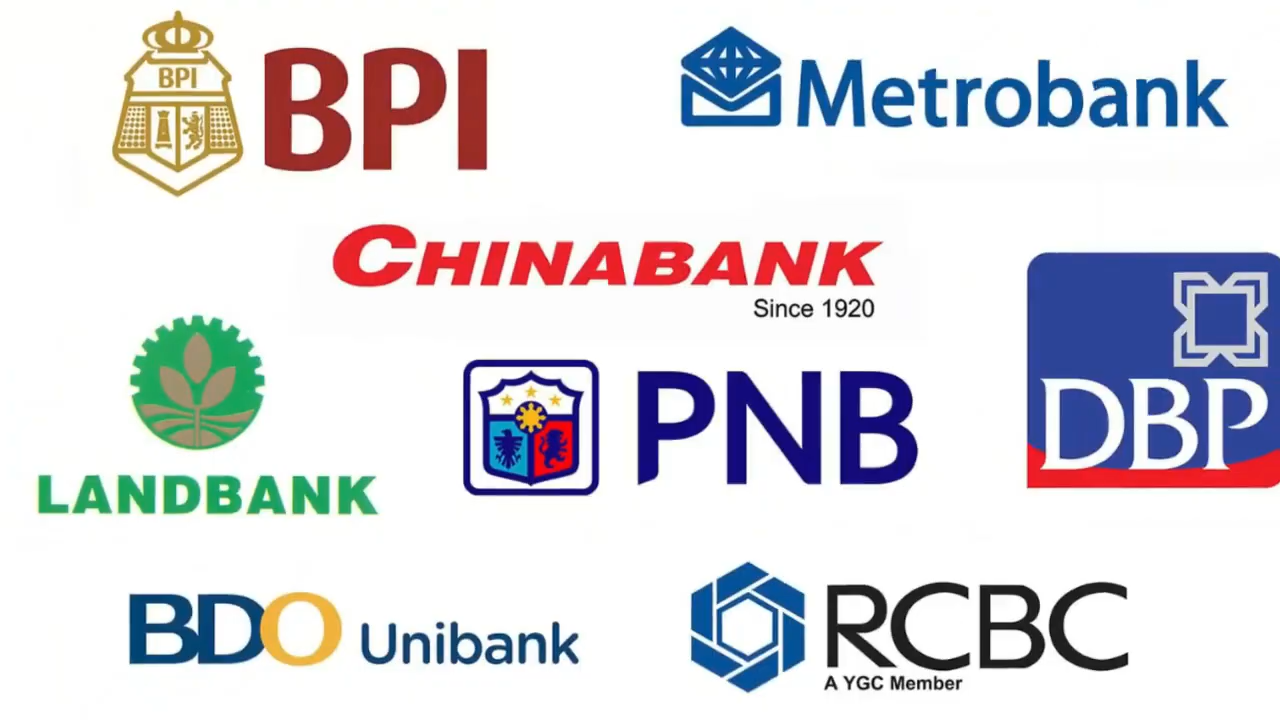 BPI
BPI
Metrobank
CHINABANK
Since 1920
LANDBANK
PNB
DBP
BDO Unibank
RCBC
A YGC Member